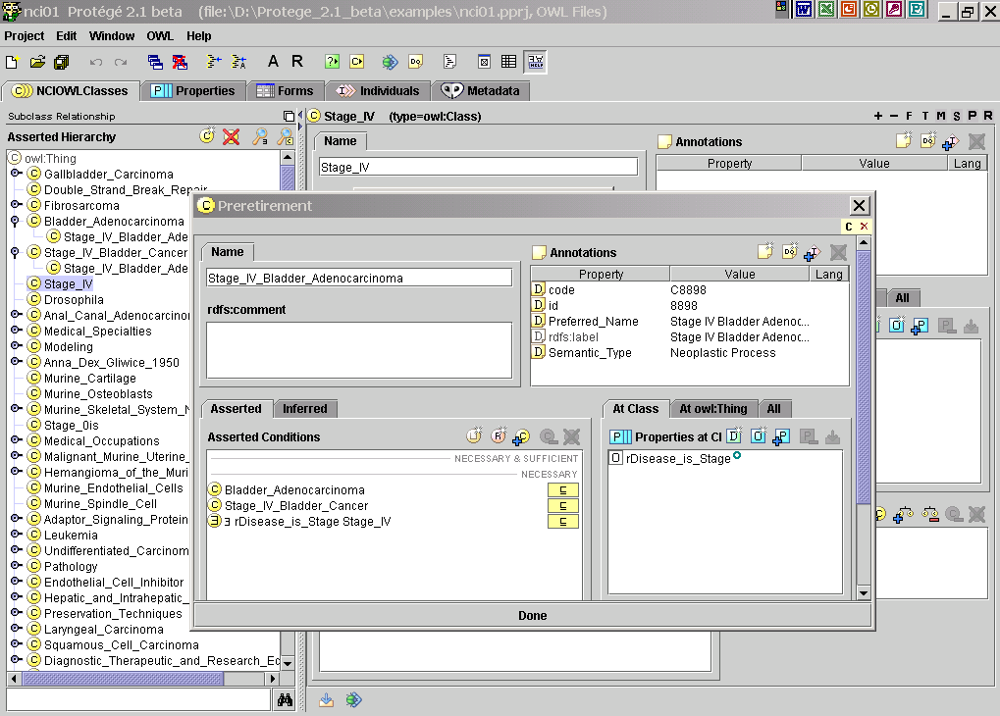 nci01  Protégé 2.1 beta   (file:/D:/Protege_2.1_beta/examples/nci01.pprj, OWL Files)
Project Edit Window OWL Help
NCIOWLClasses Properties Forms Individuals Metadata
Subclass Relationship
Asserted Hierarchy
owl:Thing
Gallbladder_Carcinoma
Double_Strand_Break_Repair
Fibrosarcoma
Bladder_Adenocarcinoma
Stage_IV_Bladder_Ade
Stage_IV_Bladder_Cancer
Stage_IV_Bladder_Ade
Stage_IV
Drosophila
Anal_Canal_Adenocarcino
Medical_Specialties
Modeling
Anna_Dex_Gliwice_1950
Murine_Cartilage
Murine_Osteoblasts
Murine_Skeletal_System_N
Stage_0is
Medical_Occupations
Malignant_Murine_Uterine_
Hemangioma_of_the_Muri
Murine_Endothelial_Cells
Murine_Spindle_Cell
Adaptor_Signaling_Protein
Leukemia
Undifferentiated_Carcinom
Pathology
Endothelial_Cell_Inhibitor
Hepatic_and_Intrahepatic_
Preservation_Techniques
Laryngeal_Carcinoma
Squamous_Cell_Carcinoma
Diagnostic_Therapeutic_and_Research_Ec
Stage_IV   (type=owl:Class)
+ − F T M S P R
Name
Stage_IV
Annotations
Property Value Lang
All
Preretirement
C ×
Name
Stage_IV_Bladder_Adenocarcinoma
rdfs:comment
Annotations
Property Value Lang
code C8898
id 8898
Preferred_Name Stage IV Bladder Adenoc...
rdfs:label Stage IV Bladder Adenoc...
Semantic_Type Neoplastic Process
Asserted Inferred
Asserted Conditions
NECESSARY & SUFFICIENT
NECESSARY
Bladder_Adenocarcinoma ⊑
Stage_IV_Bladder_Cancer ⊑
∃ rDisease_is_Stage Stage_IV ⊑
At Class At owl:Thing All
Properties at Cl
rDisease_is_Stage
Done